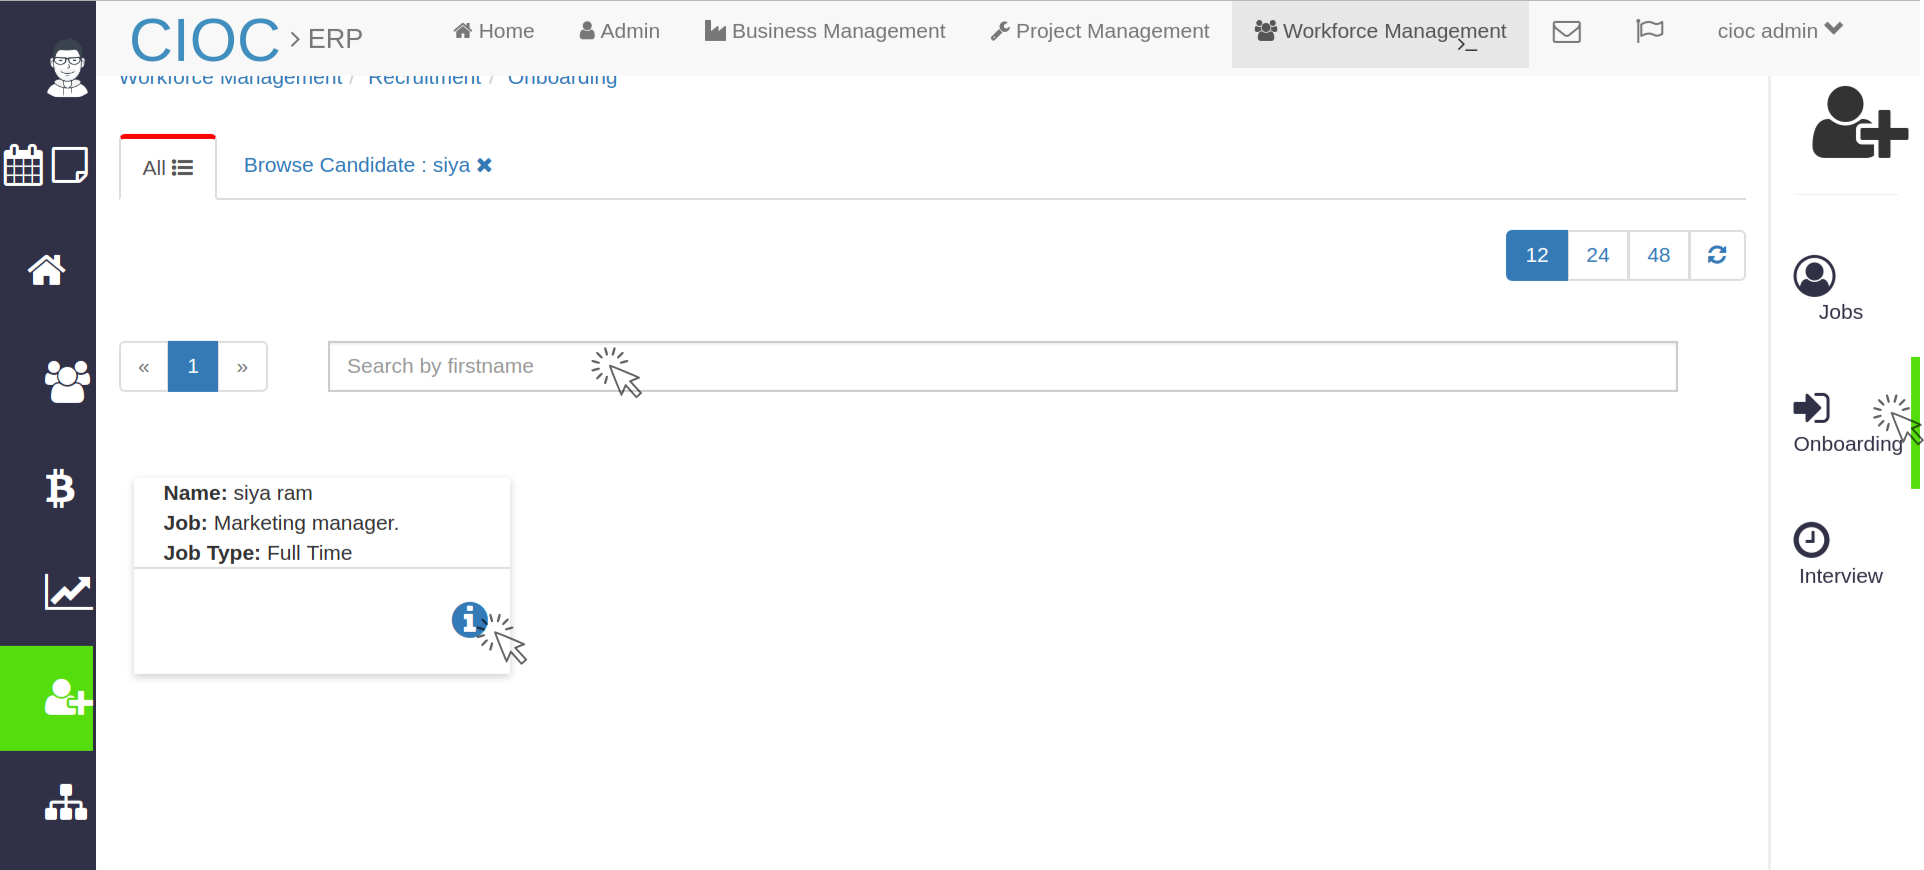 CIOC > ERP
Home
Admin
Business Management
Project Management
Workforce Management
cioc admin
Workforce Management / Recruitment / Onboarding
All
Browse Candidate : siya
12 24 48
« 1 »
Search by firstname
Name: siya ram
Job: Marketing manager.
Job Type: Full Time
Jobs
Onboarding
Interview